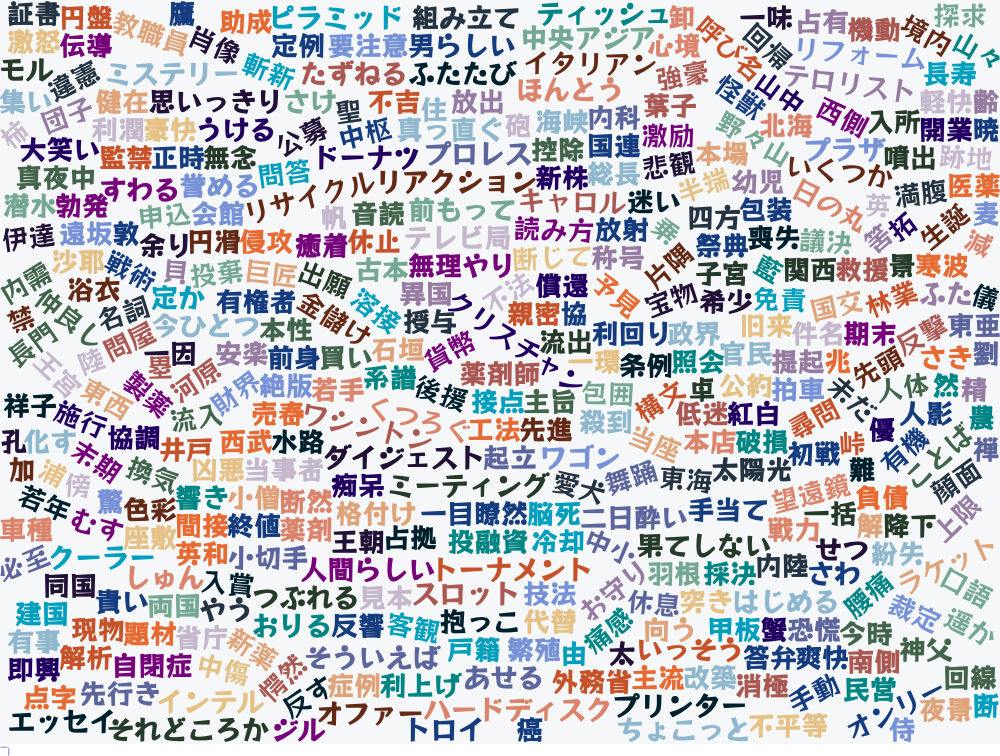 証書 円盤 鷹 助成 ピラミッド 組み立て ティッシュ 卸 一味 占有 機動 境内 探求
激怒 伝導 教職員 肖像 定例 要注意 男らしい 中央アジア 心境 呼び名 回帰 リフォーム 山々
モル 違憲 ミステリー 斬新 たずねる ふたたび イタリアン 強豪 怪獣 山中 テロリスト 長寿
集い 団子 健在 思いっきり さけ 聖 不吉 住 放出 ほんとう 葉子 西側 軽快 齢
柿 利潤 豪快 うける 公募 中枢 真っ直ぐ 砲 海峡 内科 激励 野々山 北海 入所 開業 暁
大笑い 監禁 正時 無念 ドーナツ プロレス 控除 国連 悲観 本場 プラザ 噴出 跡地
真夜中 すわる 誉める 問答 リサイクル リアクション 新株 総長 半端 幼児 いくつか 満腹 医薬
潜水 勃発 申込 会館 帆 音読 前もって キャロル 迷い 四方 包装 日の丸 英 生誕 麦
伊達 遠坂 敦 余り 円滑 侵攻 癒着 休止 テレビ局 読み方 放射 乗 祭典 喪失 議決 答 拓 減
内需 沙耶 戦術 貝 投棄 巨匠 出願 古本 無理やり 断じて 称号 片隅 子宮 藍 関西 救援 景 寒波
禁 浴衣 名詞 定か 有権者 金儲け 溶接 異国 不法 償還 予見 宝物 希少 免責 国交 林業 ふた 儀
長門 幸良く 問屋 今ひとつ 本性 授与 クリスチャン 親密 協 流出 利回り 政界 旧来 件名 期末 反撃 東亜
王宮 陸 一因 塁 安楽 前身 買い 石垣 貨幣 薬剤師 一環 条例 照会 官民 提起 兆 先頭 さき 劉
東西 製薬 河原 財界 絶版 若手 系譜 後援 接点 主旨 包囲 横文 卓 公約 拍車 未だ 人体 然 精
祥子 施行 協調 流入 売春 ワシントン くつろぐ 工法 先進 殺到 低迷 紅白 尋問 優 人影 農
孔 化す 末期 井戸 西武 水路 ダイジェスト 起立 ワゴン 当座 本店 破損 初戦 峠 有機 ことば 禅
加 浦 傍 換気 凶悪 当事者 痴呆 ミーティング 愛犬 舞踊 東海 太陽光 難 顔面
若年 むす 驚 色彩 響き 小僧 断然 格付け 一目瞭然 脳死 二日酔い 手当て 望遠鏡 負債 上限
車種 座敷 間接 終値 薬剤 王朝 占拠 投融資 冷却 中小 果てしない 戦力 一括 解 降下
必至 クーラー 英和 小切手 人間らしい トーナメント お守り 羽根 採決 内陸 せつ さわ 紛失 ラケット
同国 しゅん 入賞 つぶれる 見本 スロット 技法 休息 突き はじめる 腰痛 口語
建国 貴い 両国 やう おりる 反響 客観 抱っこ 代替 痛感 向う 甲板 蟹 恐慌 今時 裁定 遥か
有事 現物 題材 省庁 新薬 そういえば 戸籍 繁殖 由 太 いっそう 答弁 爽快 南側 神父
即興 解析 自閉症 中傷 愕然 症例 利上げ あせる 外務省 主流 改築 消極 手動 民営 回線
点字 先行き インテル 反す オファー ハードディスク プリンター オンリー 夜景 断
エッセイ それどころか ジル トロイ 癌 ちょこっと 不平等 侍